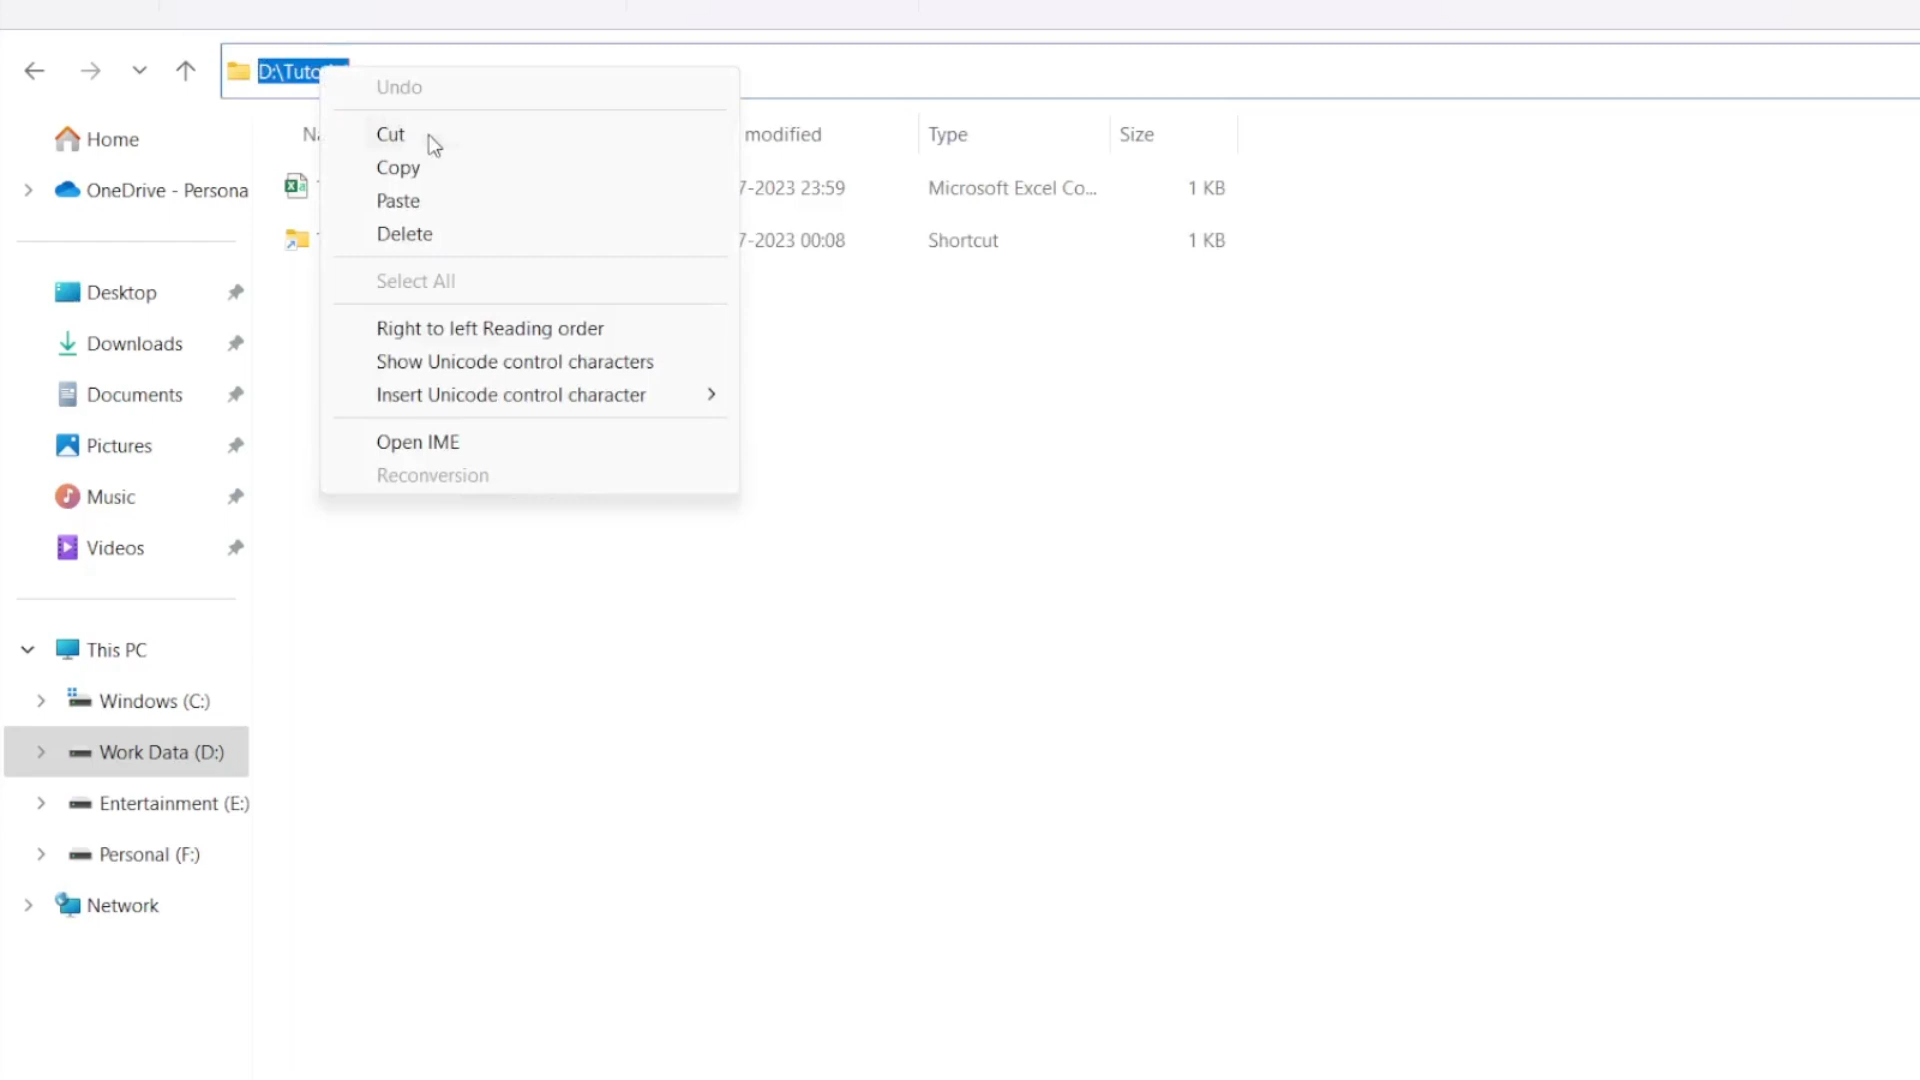 D:\Tuto
Undo
Cut
Copy
Paste
Delete
Select All
Right to left Reading order
Show Unicode control characters
Insert Unicode control character
Open IME
Reconversion
modified Type Size
7-2023 23:59 Microsoft Excel Co... 1 KB
7-2023 00:08 Shortcut 1 KB
Home
OneDrive - Persona
Desktop
Downloads
Documents
Pictures
Music
Videos
This PC
Windows (C:)
Work Data (D:)
Entertainment (E:)
Personal (F:)
Network